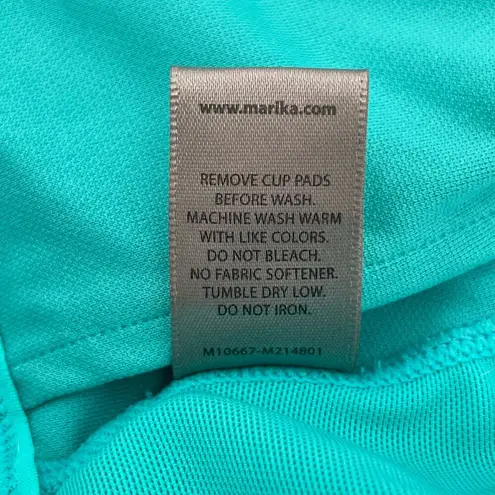 www.marika.com
REMOVE CUP PADS
BEFORE WASH.
MACHINE WASH WARM
WITH LIKE COLORS.
DO NOT BLEACH.
NO FABRIC SOFTENER.
TUMBLE DRY LOW.
DO NOT IRON.
M10667-M214801